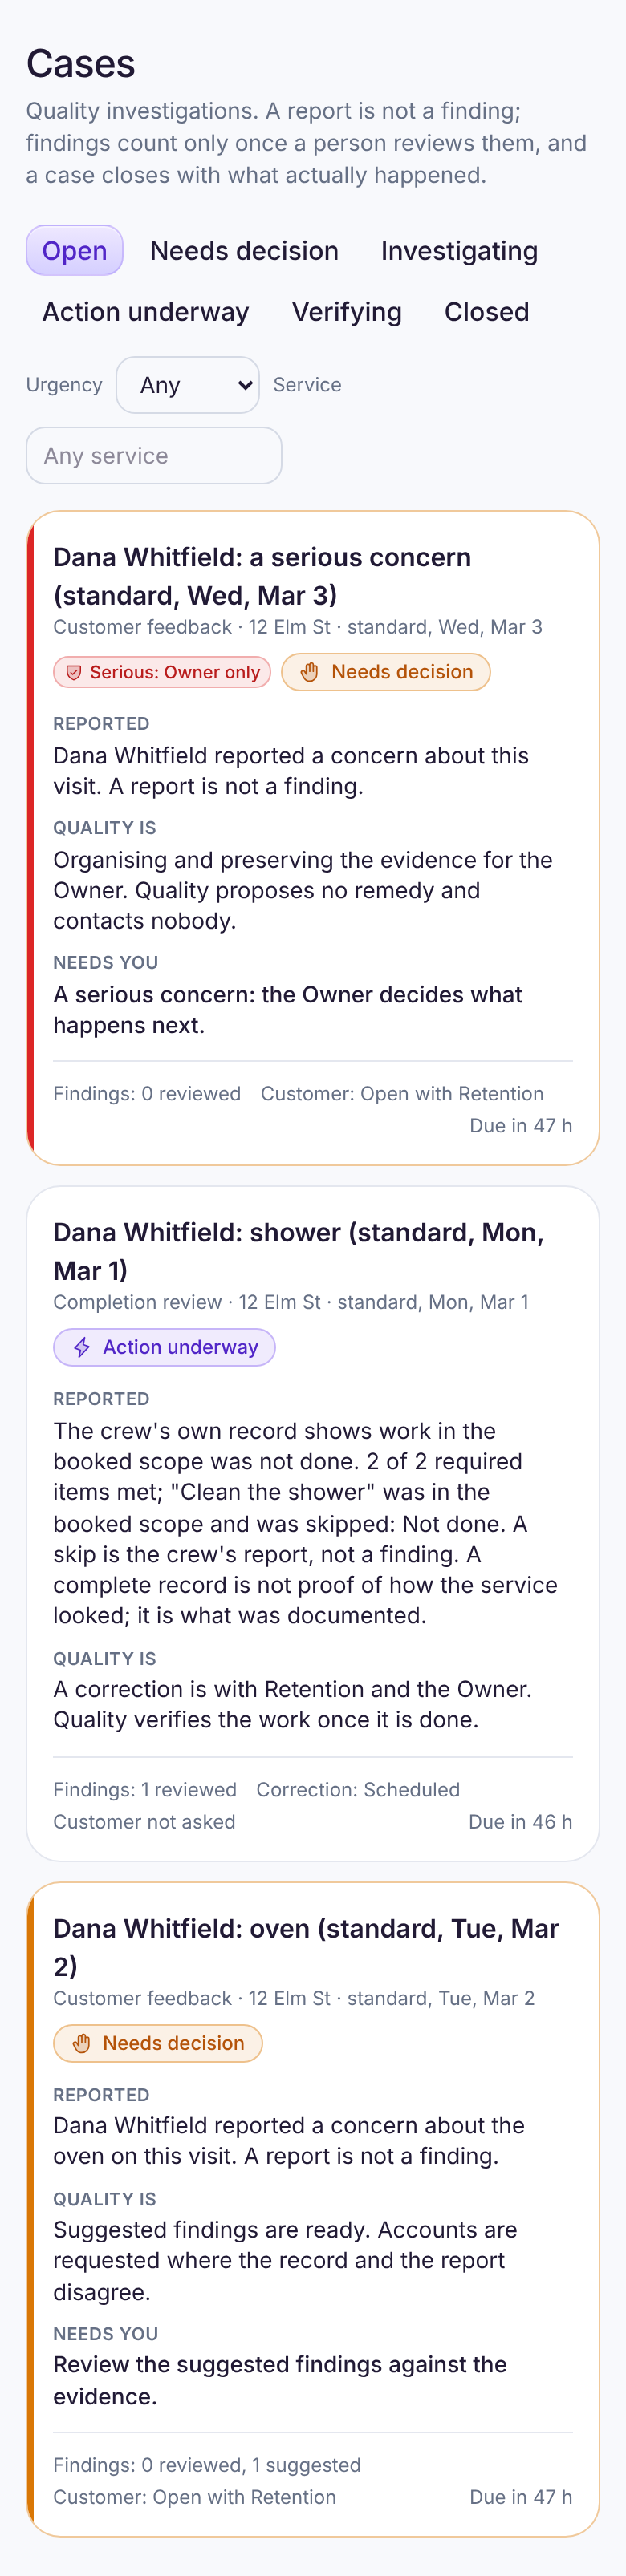 Cases
Quality investigations. A report is not a finding;
findings count only once a person reviews them, and
a case closes with what actually happened.
Open Needs decision Investigating
Action underway Verifying Closed
Urgency Any Service
Any service
Dana Whitfield: a serious concern
(standard, Wed, Mar 3)
Customer feedback · 12 Elm St · standard, Wed, Mar 3
Serious: Owner only Needs decision
REPORTED
Dana Whitfield reported a concern about this
visit. A report is not a finding.
QUALITY IS
Organising and preserving the evidence for the
Owner. Quality proposes no remedy and
contacts nobody.
NEEDS YOU
A serious concern: the Owner decides what
happens next.
Findings: 0 reviewed Customer: Open with Retention
Due in 47 h
Dana Whitfield: shower (standard, Mon,
Mar 1)
Completion review · 12 Elm St · standard, Mon, Mar 1
Action underway
REPORTED
The crew's own record shows work in the
booked scope was not done. 2 of 2 required
items met; "Clean the shower" was in the
booked scope and was skipped: Not done. A
skip is the crew's report, not a finding. A
complete record is not proof of how the service
looked; it is what was documented.
QUALITY IS
A correction is with Retention and the Owner.
Quality verifies the work once it is done.
Findings: 1 reviewed Correction: Scheduled
Customer not asked Due in 46 h
Dana Whitfield: oven (standard, Tue, Mar
2)
Customer feedback · 12 Elm St · standard, Tue, Mar 2
Needs decision
REPORTED
Dana Whitfield reported a concern about the
oven on this visit. A report is not a finding.
QUALITY IS
Suggested findings are ready. Accounts are
requested where the record and the report
disagree.
NEEDS YOU
Review the suggested findings against the
evidence.
Findings: 0 reviewed, 1 suggested
Customer: Open with Retention Due in 47 h